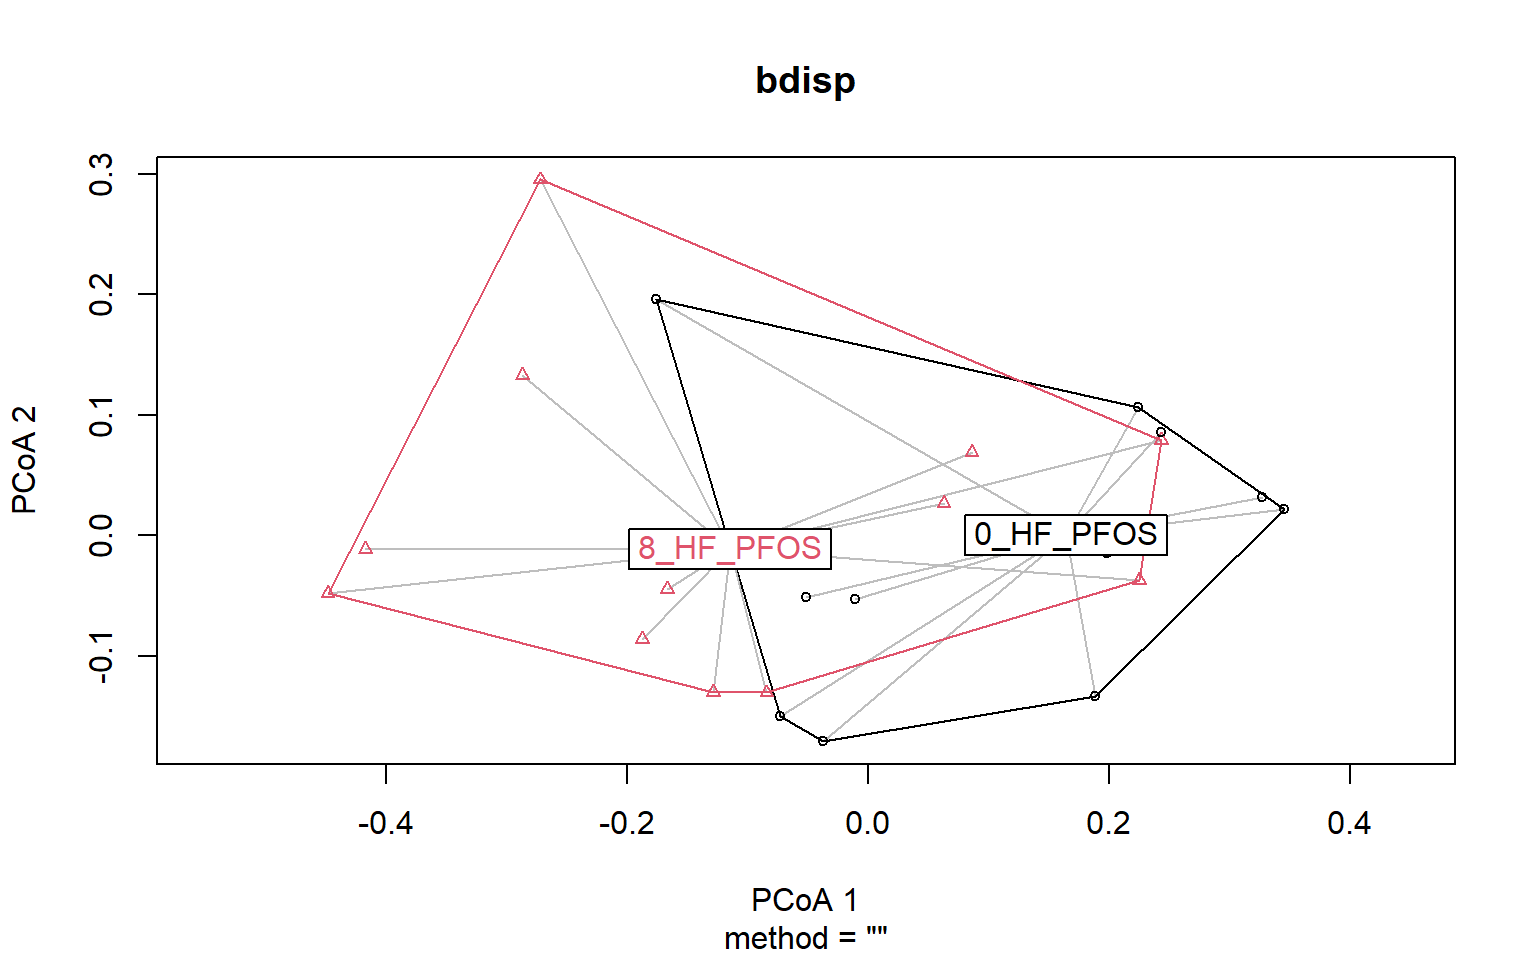 bdisp
PCoA 2
0.3
0.2
0.1
0.0
-0.1
8_HF_PFOS
0_HF_PFOS
-0.4
-0.2
0.0
0.2
0.4
PCoA 1
method = ""